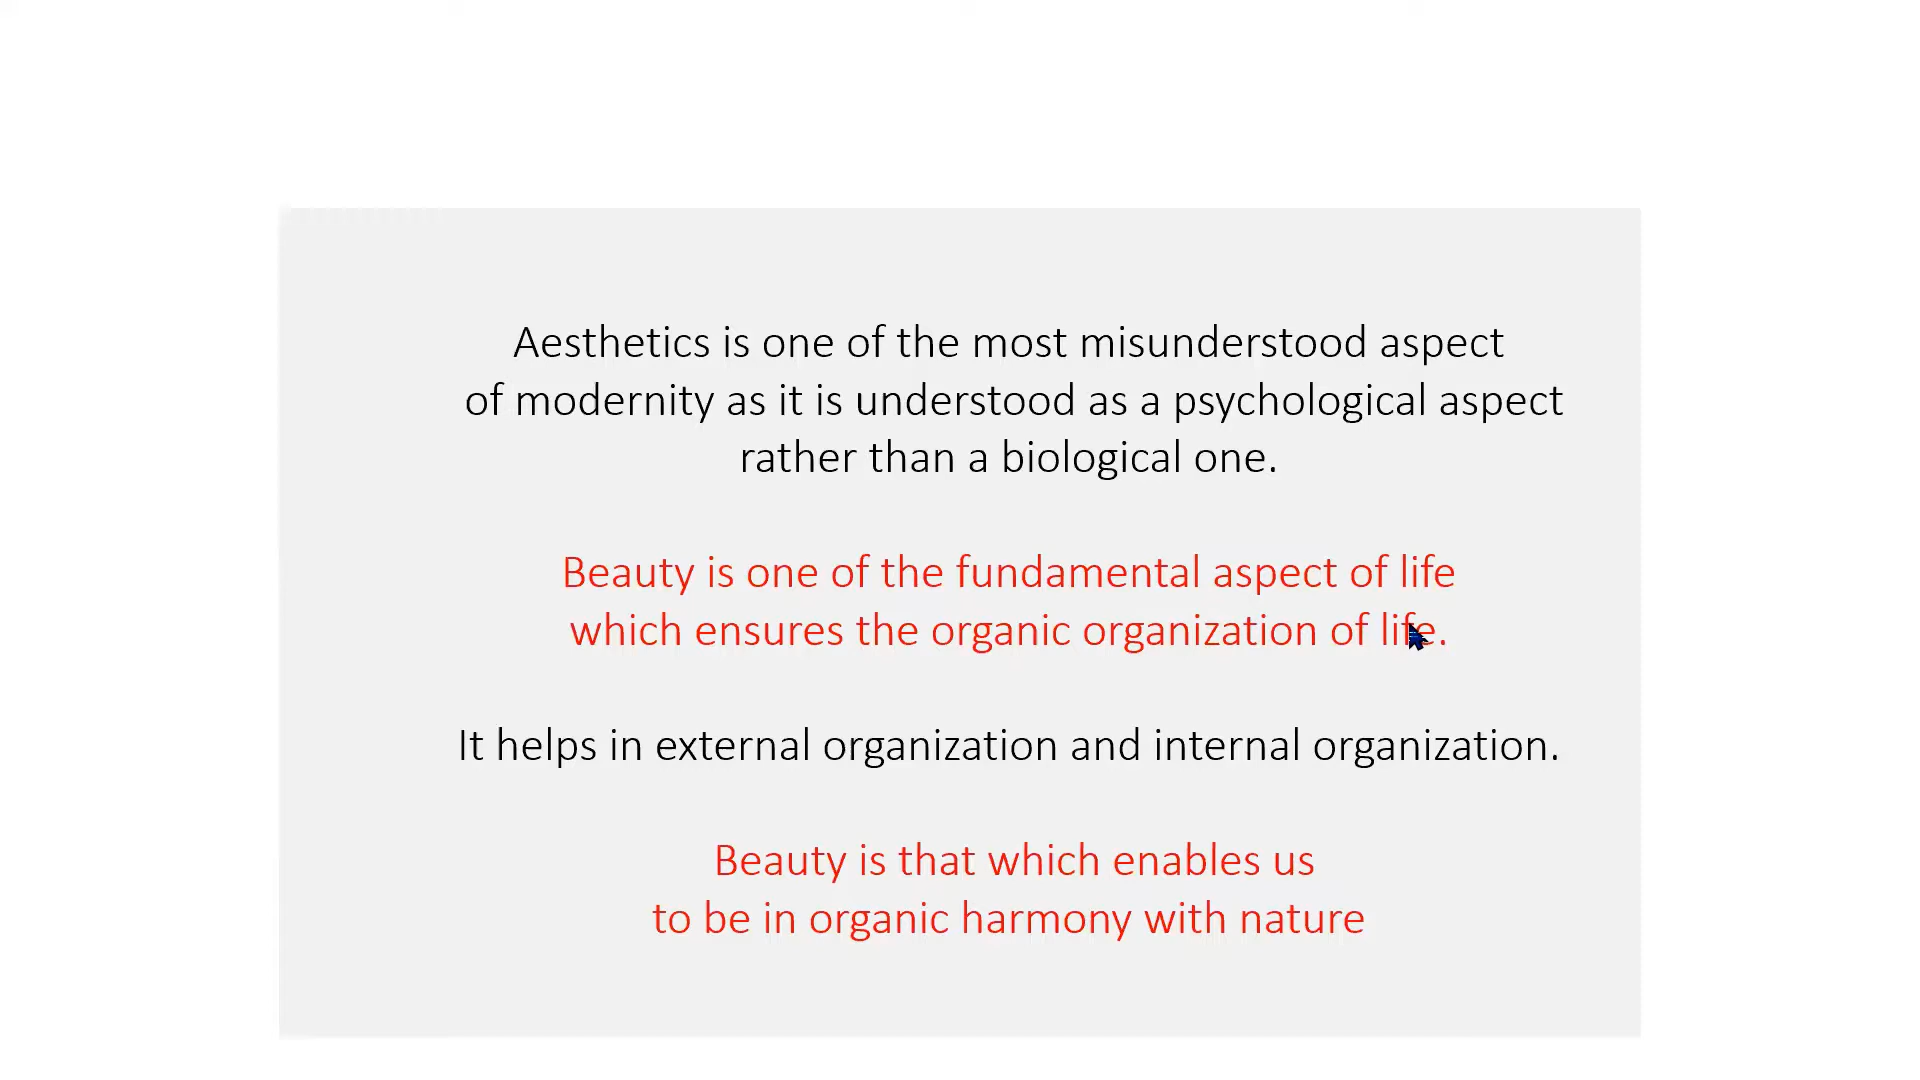 Aesthetics is one of the most misunderstood aspect
of modernity as it is understood as a psychological aspect
rather than a biological one.
Beauty is one of the fundamental aspect of life
which ensures the organic organization of life.
It helps in external organization and internal organization.
Beauty is that which enables us
to be in organic harmony with nature